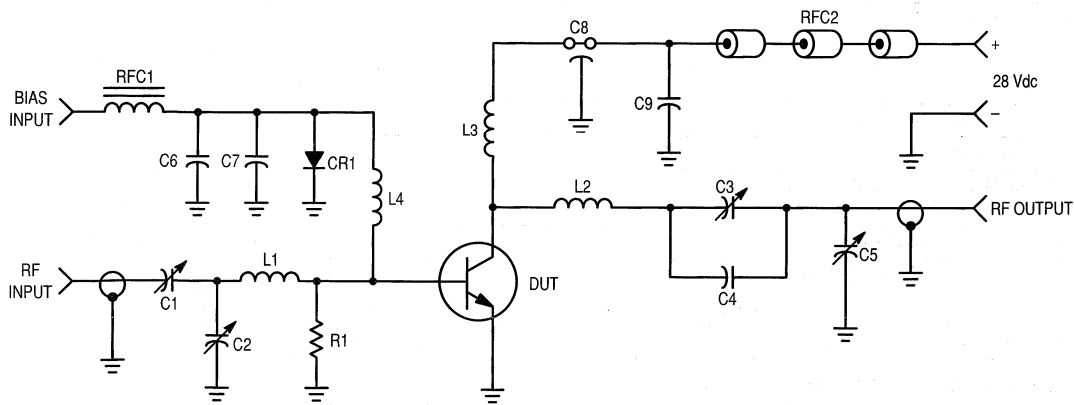 C8
RFC2
+
RFC1
28 Vdc
BIAS
INPUT
C9
−
L3
C6
C7
CR1
L4
L2
C3
RF OUTPUT
RF
INPUT
L1
DUT
C5
C1
C4
C2
R1